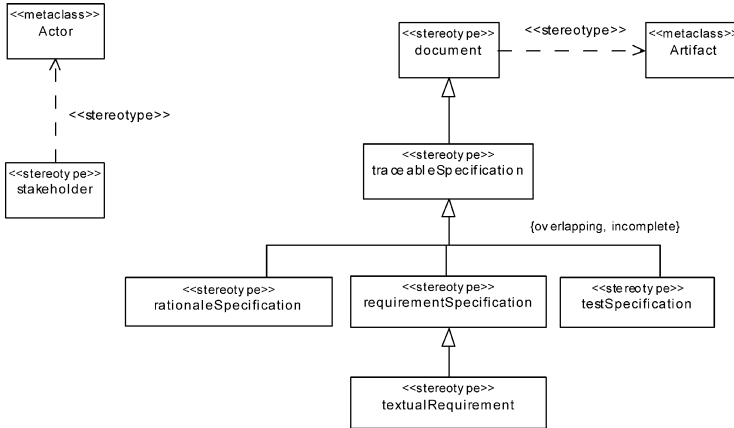 <<metaclass>>
Actor
<<stereotype>>
<<stereotype>>
stakeholder
<<stereotype>>
document
<<stereotype>>
<<metaclass>>
Artifact
<<stereotype>>
traceableSpecification
{overlapping, incomplete}
<<stereotype>>
rationaleSpecification
<<stereotype>>
requirementSpecification
<<stereotype>>
testSpecification
<<stereotype>>
textualRequirement